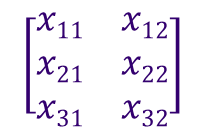 [x₁₁ x₁₂
x₂₁ x₂₂
x₃₁ x₃₂]